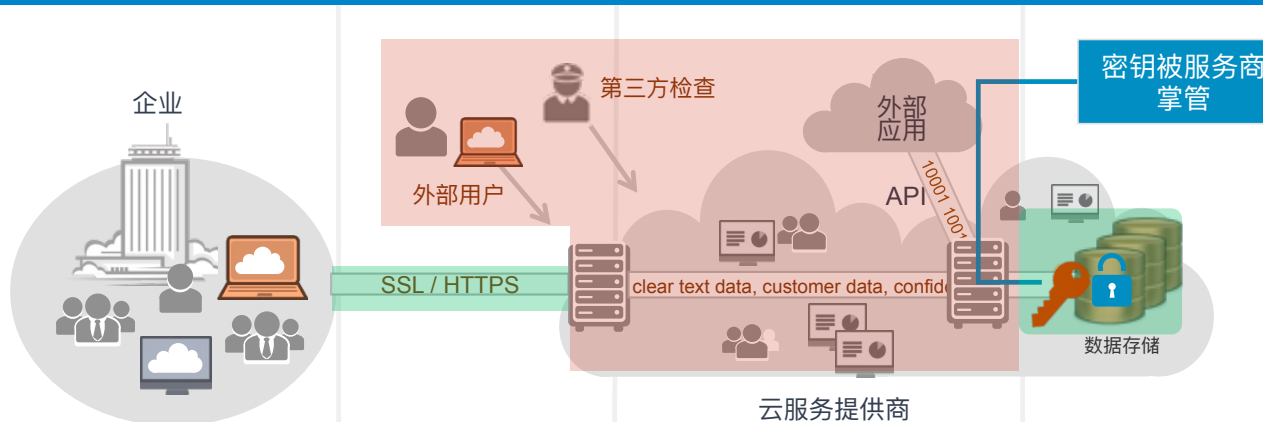 企业
第三方检查
外部用户
外部
应用
API
10001 1001
密钥被服务商
掌管
SSL / HTTPS
clear text data, customer data, confide
数据存储
云服务提供商